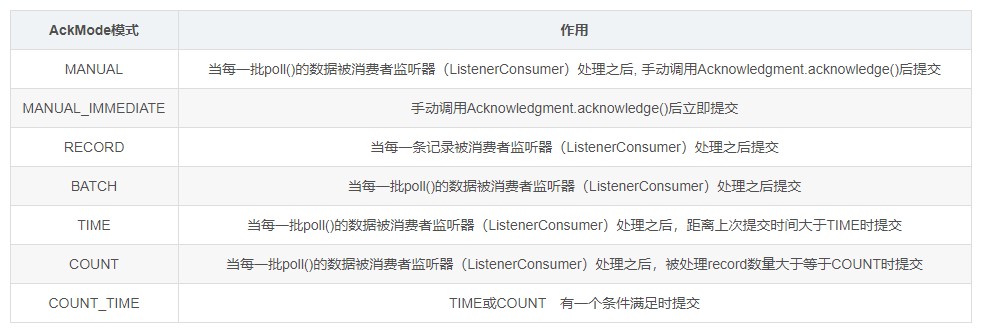 AckMode模式 作用
MANUAL 当每一批poll()的数据被消费者监听器（ListenerConsumer）处理之后, 手动调用Acknowledgment.acknowledge()后提交
MANUAL_IMMEDIATE 手动调用Acknowledgment.acknowledge()后立即提交
RECORD 当每一条记录被消费者监听器（ListenerConsumer）处理之后提交
BATCH 当每一批poll()的数据被消费者监听器（ListenerConsumer）处理之后提交
TIME 当每一批poll()的数据被消费者监听器（ListenerConsumer）处理之后，距离上次提交时间大于TIME时提交
COUNT 当每一批poll()的数据被消费者监听器（ListenerConsumer）处理之后，被处理record数量大于等于COUNT时提交
COUNT_TIME TIME或COUNT　有一个条件满足时提交